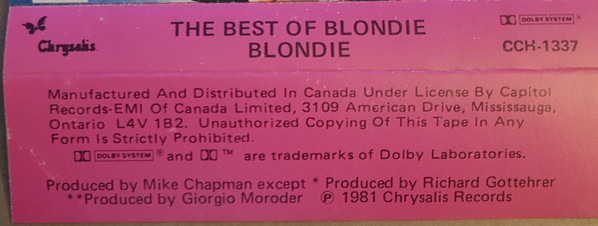 Chrysalis
THE BEST OF BLONDIE
BLONDIE
DOLBY SYSTEM ®
CCH-1337
Manufactured And Distributed In Canada Under License By Capitol
Records-EMI Of Canada Limited, 3109 American Drive, Mississauga,
Ontario L4V 1B2. Unauthorized Copying Of This Tape In Any
Form Is Strictly Prohibited.
DOLBY SYSTEM ® and ™ are trademarks of Dolby Laboratories.
Produced by Mike Chapman except * Produced by Richard Gottehrer
**Produced by Giorgio Moroder ℗ 1981 Chrysalis Records